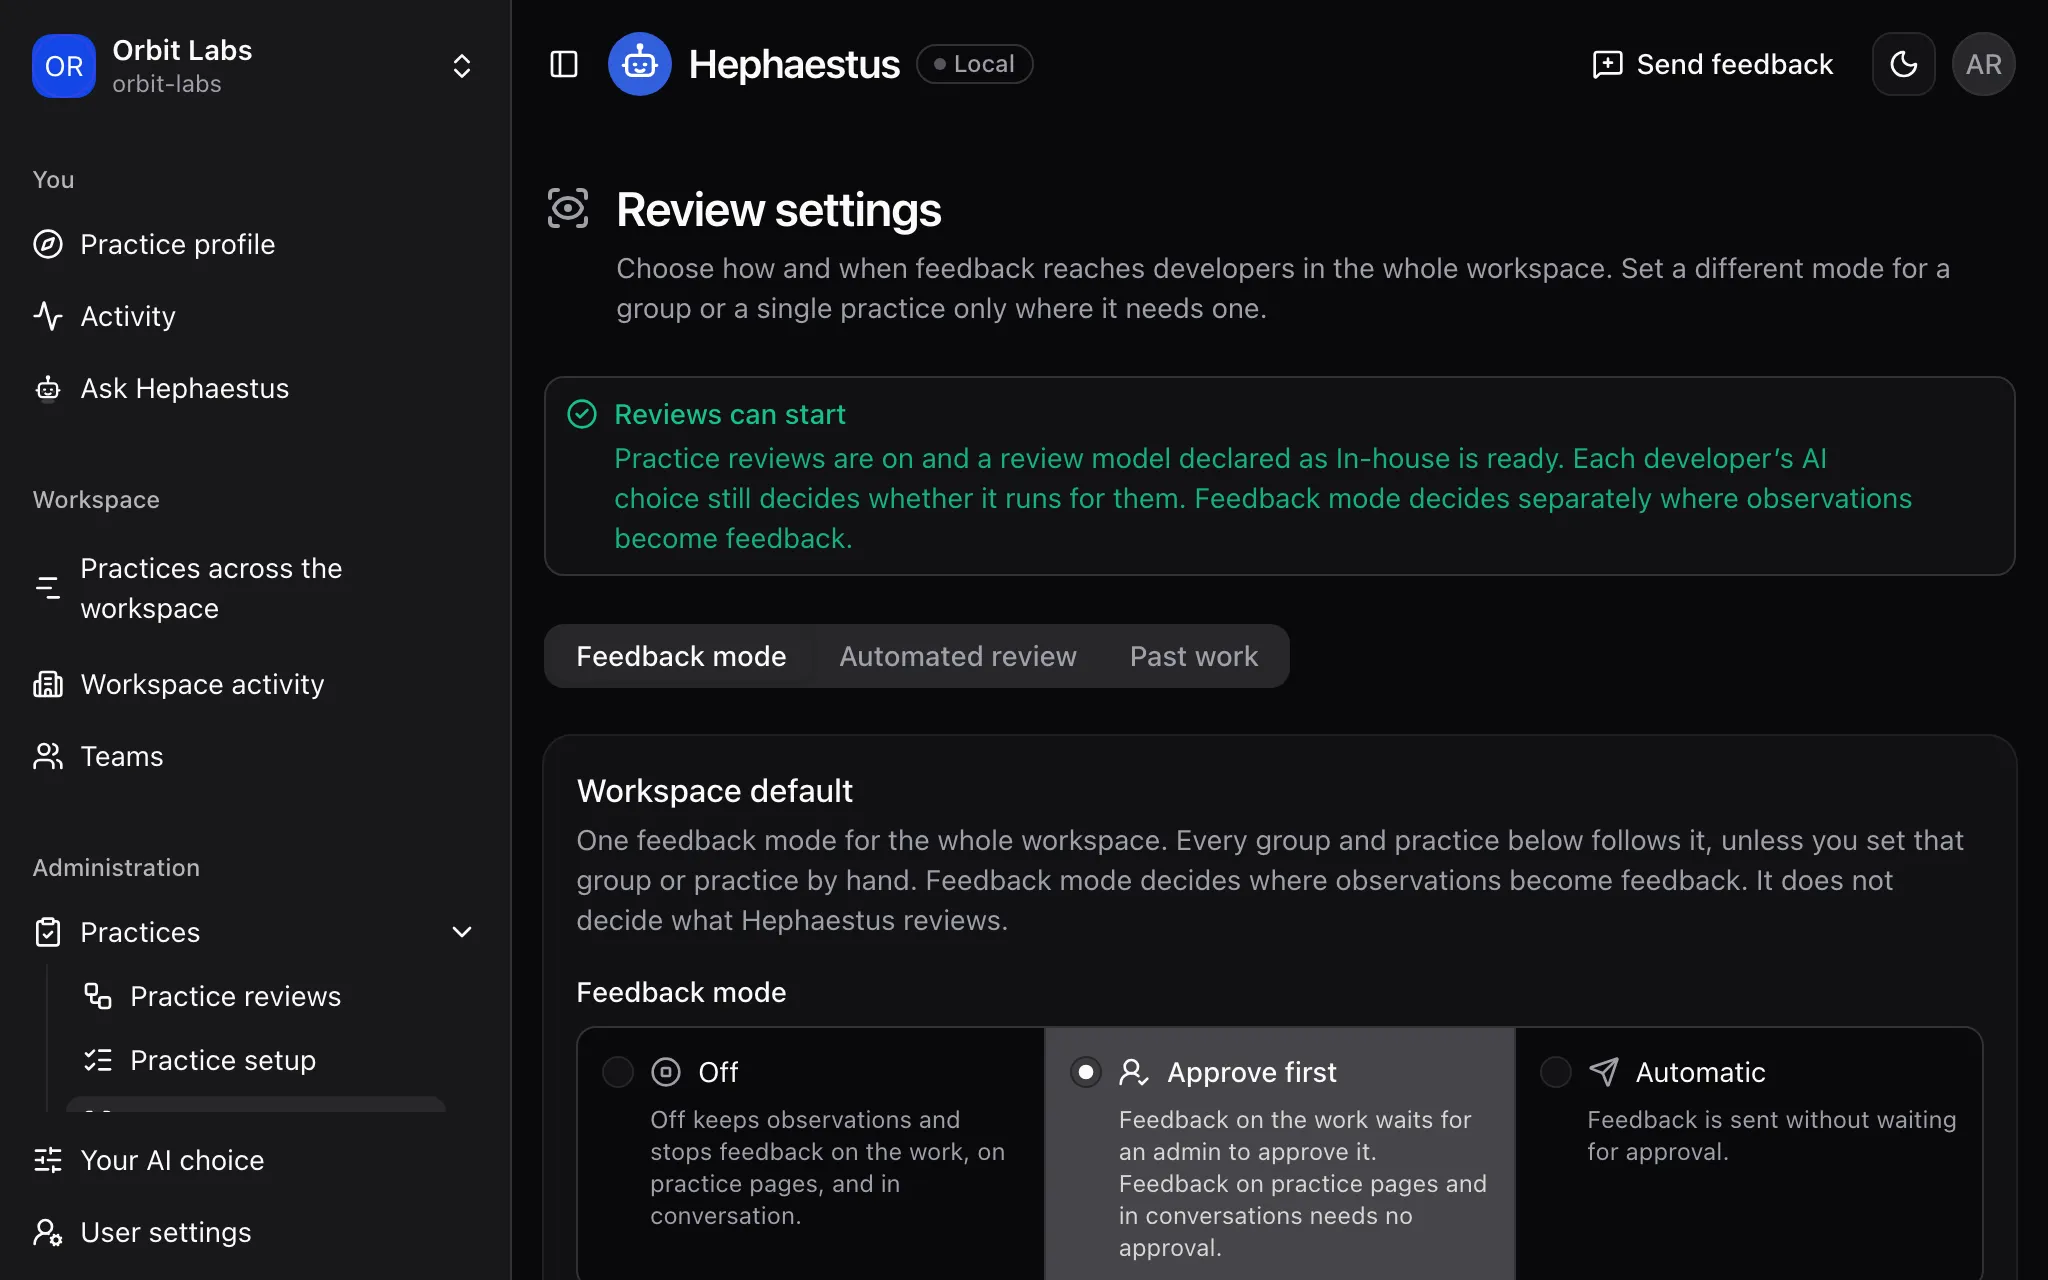 OR
Orbit Labs
orbit-labs
You
Practice profile
Activity
Ask Hephaestus
Workspace
Practices across the
workspace
Workspace activity
Teams
Administration
Practices
Practice reviews
Practice setup
Your AI choice
User settings
Hephaestus
Local
Send feedback
AR
Review settings
Choose how and when feedback reaches developers in the whole workspace. Set a different mode for a
group or a single practice only where it needs one.
Reviews can start
Practice reviews are on and a review model declared as In-house is ready. Each developer’s AI
choice still decides whether it runs for them. Feedback mode decides separately where observations
become feedback.
Feedback mode
Automated review
Past work
Workspace default
One feedback mode for the whole workspace. Every group and practice below follows it, unless you set that
group or practice by hand. Feedback mode decides where observations become feedback. It does not
decide what Hephaestus reviews.
Feedback mode
Off
Off keeps observations and
stops feedback on the work, on
practice pages, and in
conversation.
Approve first
Feedback on the work waits for
an admin to approve it.
Feedback on practice pages and
in conversations needs no
approval.
Automatic
Feedback is sent without waiting
for approval.